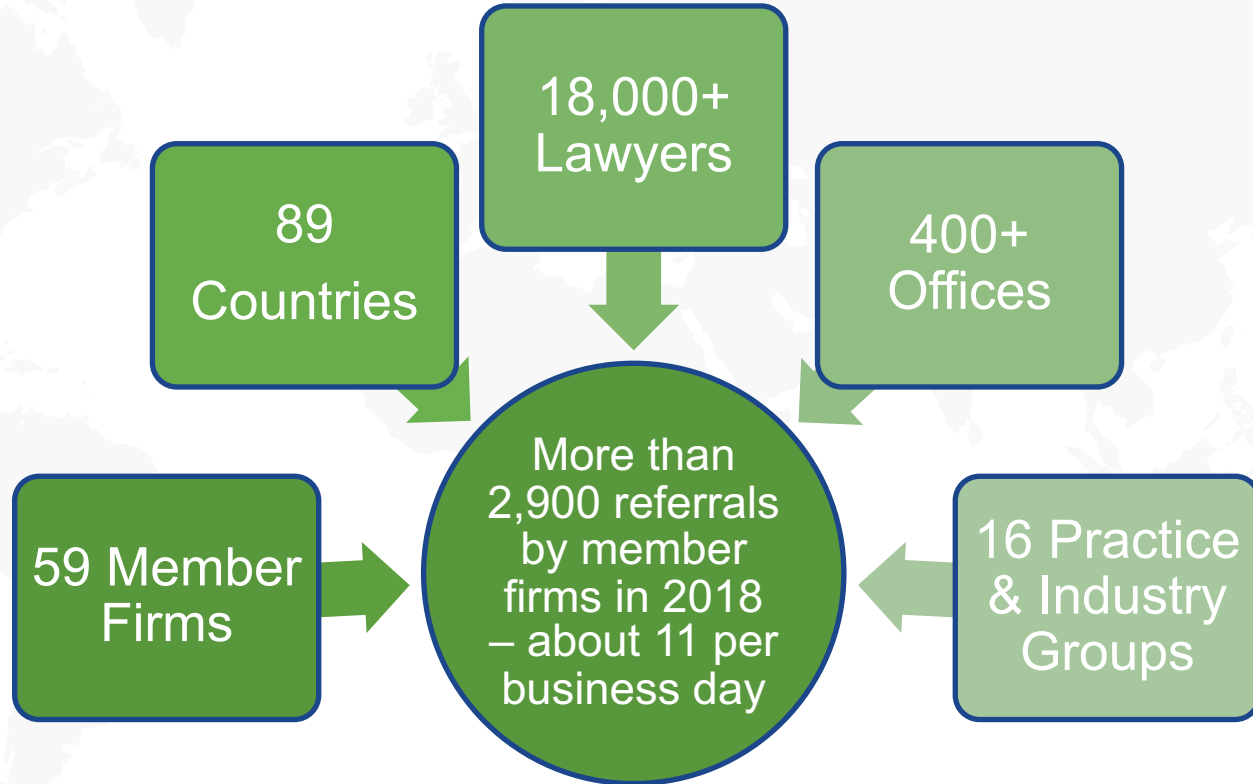 18,000+
Lawyers
89
Countries
400+
Offices
59 Member
Firms
More than
2,900 referrals
by member
firms in 2018
– about 11 per
business day
16 Practice
& Industry
Groups